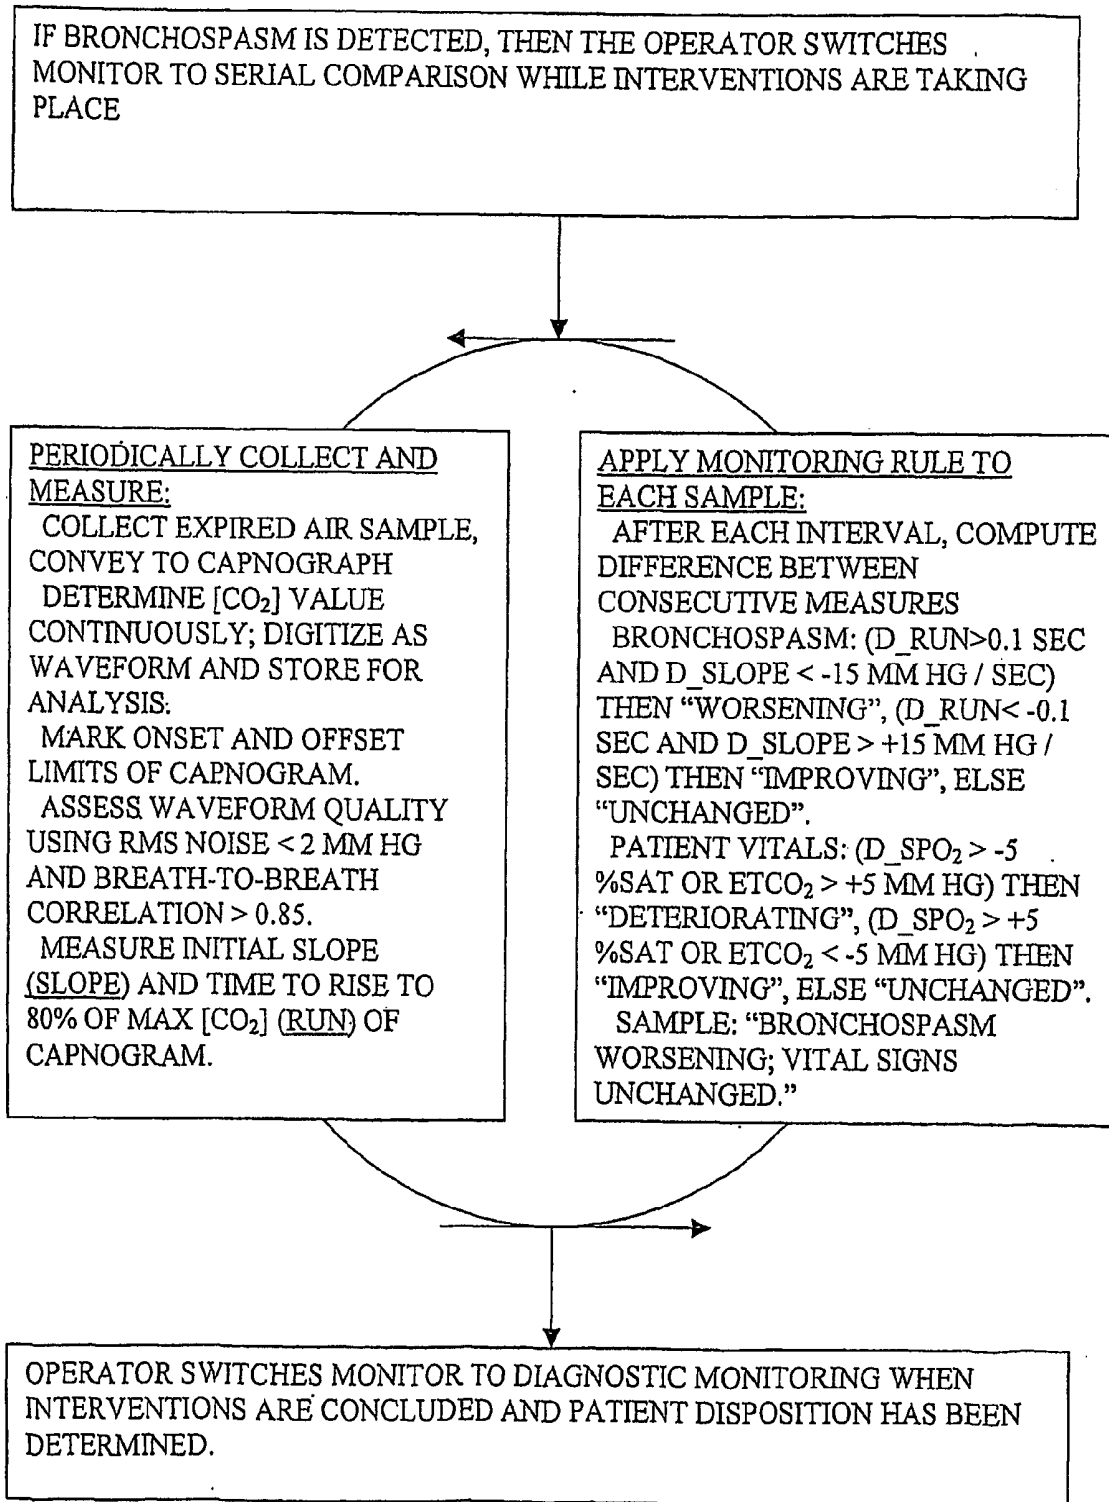 IF BRONCHOSPASM IS DETECTED, THEN THE OPERATOR SWITCHES
MONITOR TO SERIAL COMPARISON WHILE INTERVENTIONS ARE TAKING
PLACE
PERIODICALLY COLLECT AND
MEASURE:
COLLECT EXPIRED AIR SAMPLE,
CONVEY TO CAPNOGRAPH
DETERMINE [CO₂] VALUE
CONTINUOUSLY; DIGITIZE AS
WAVEFORM AND STORE FOR
ANALYSIS.
MARK ONSET AND OFFSET
LIMITS OF CAPNOGRAM.
ASSESS WAVEFORM QUALITY
USING RMS NOISE < 2 MM HG
AND BREATH-TO-BREATH
CORRELATION > 0.85.
MEASURE INITIAL SLOPE
(SLOPE) AND TIME TO RISE TO
80% OF MAX [CO₂] (RUN) OF
CAPNOGRAM.
APPLY MONITORING RULE TO
EACH SAMPLE:
AFTER EACH INTERVAL, COMPUTE
DIFFERENCE BETWEEN
CONSECUTIVE MEASURES
BRONCHOSPASM: (D_RUN>0.1 SEC
AND D_SLOPE < -15 MM HG / SEC)
THEN “WORSENING”, (D_RUN< -0.1
SEC AND D_SLOPE > +15 MM HG /
SEC) THEN “IMPROVING”, ELSE
“UNCHANGED”.
PATIENT VITALS: (D_SPO₂ > -5
%SAT OR ETCO₂ > +5 MM HG) THEN
“DETERIORATING”, (D_SPO₂ > +5
%SAT OR ETCO₂ < -5 MM HG) THEN
“IMPROVING”, ELSE “UNCHANGED”.
SAMPLE: “BRONCHOSPASM
WORSENING; VITAL SIGNS
UNCHANGED.”
OPERATOR SWITCHES MONITOR TO DIAGNOSTIC MONITORING WHEN
INTERVENTIONS ARE CONCLUDED AND PATIENT DISPOSITION HAS BEEN
DETERMINED.